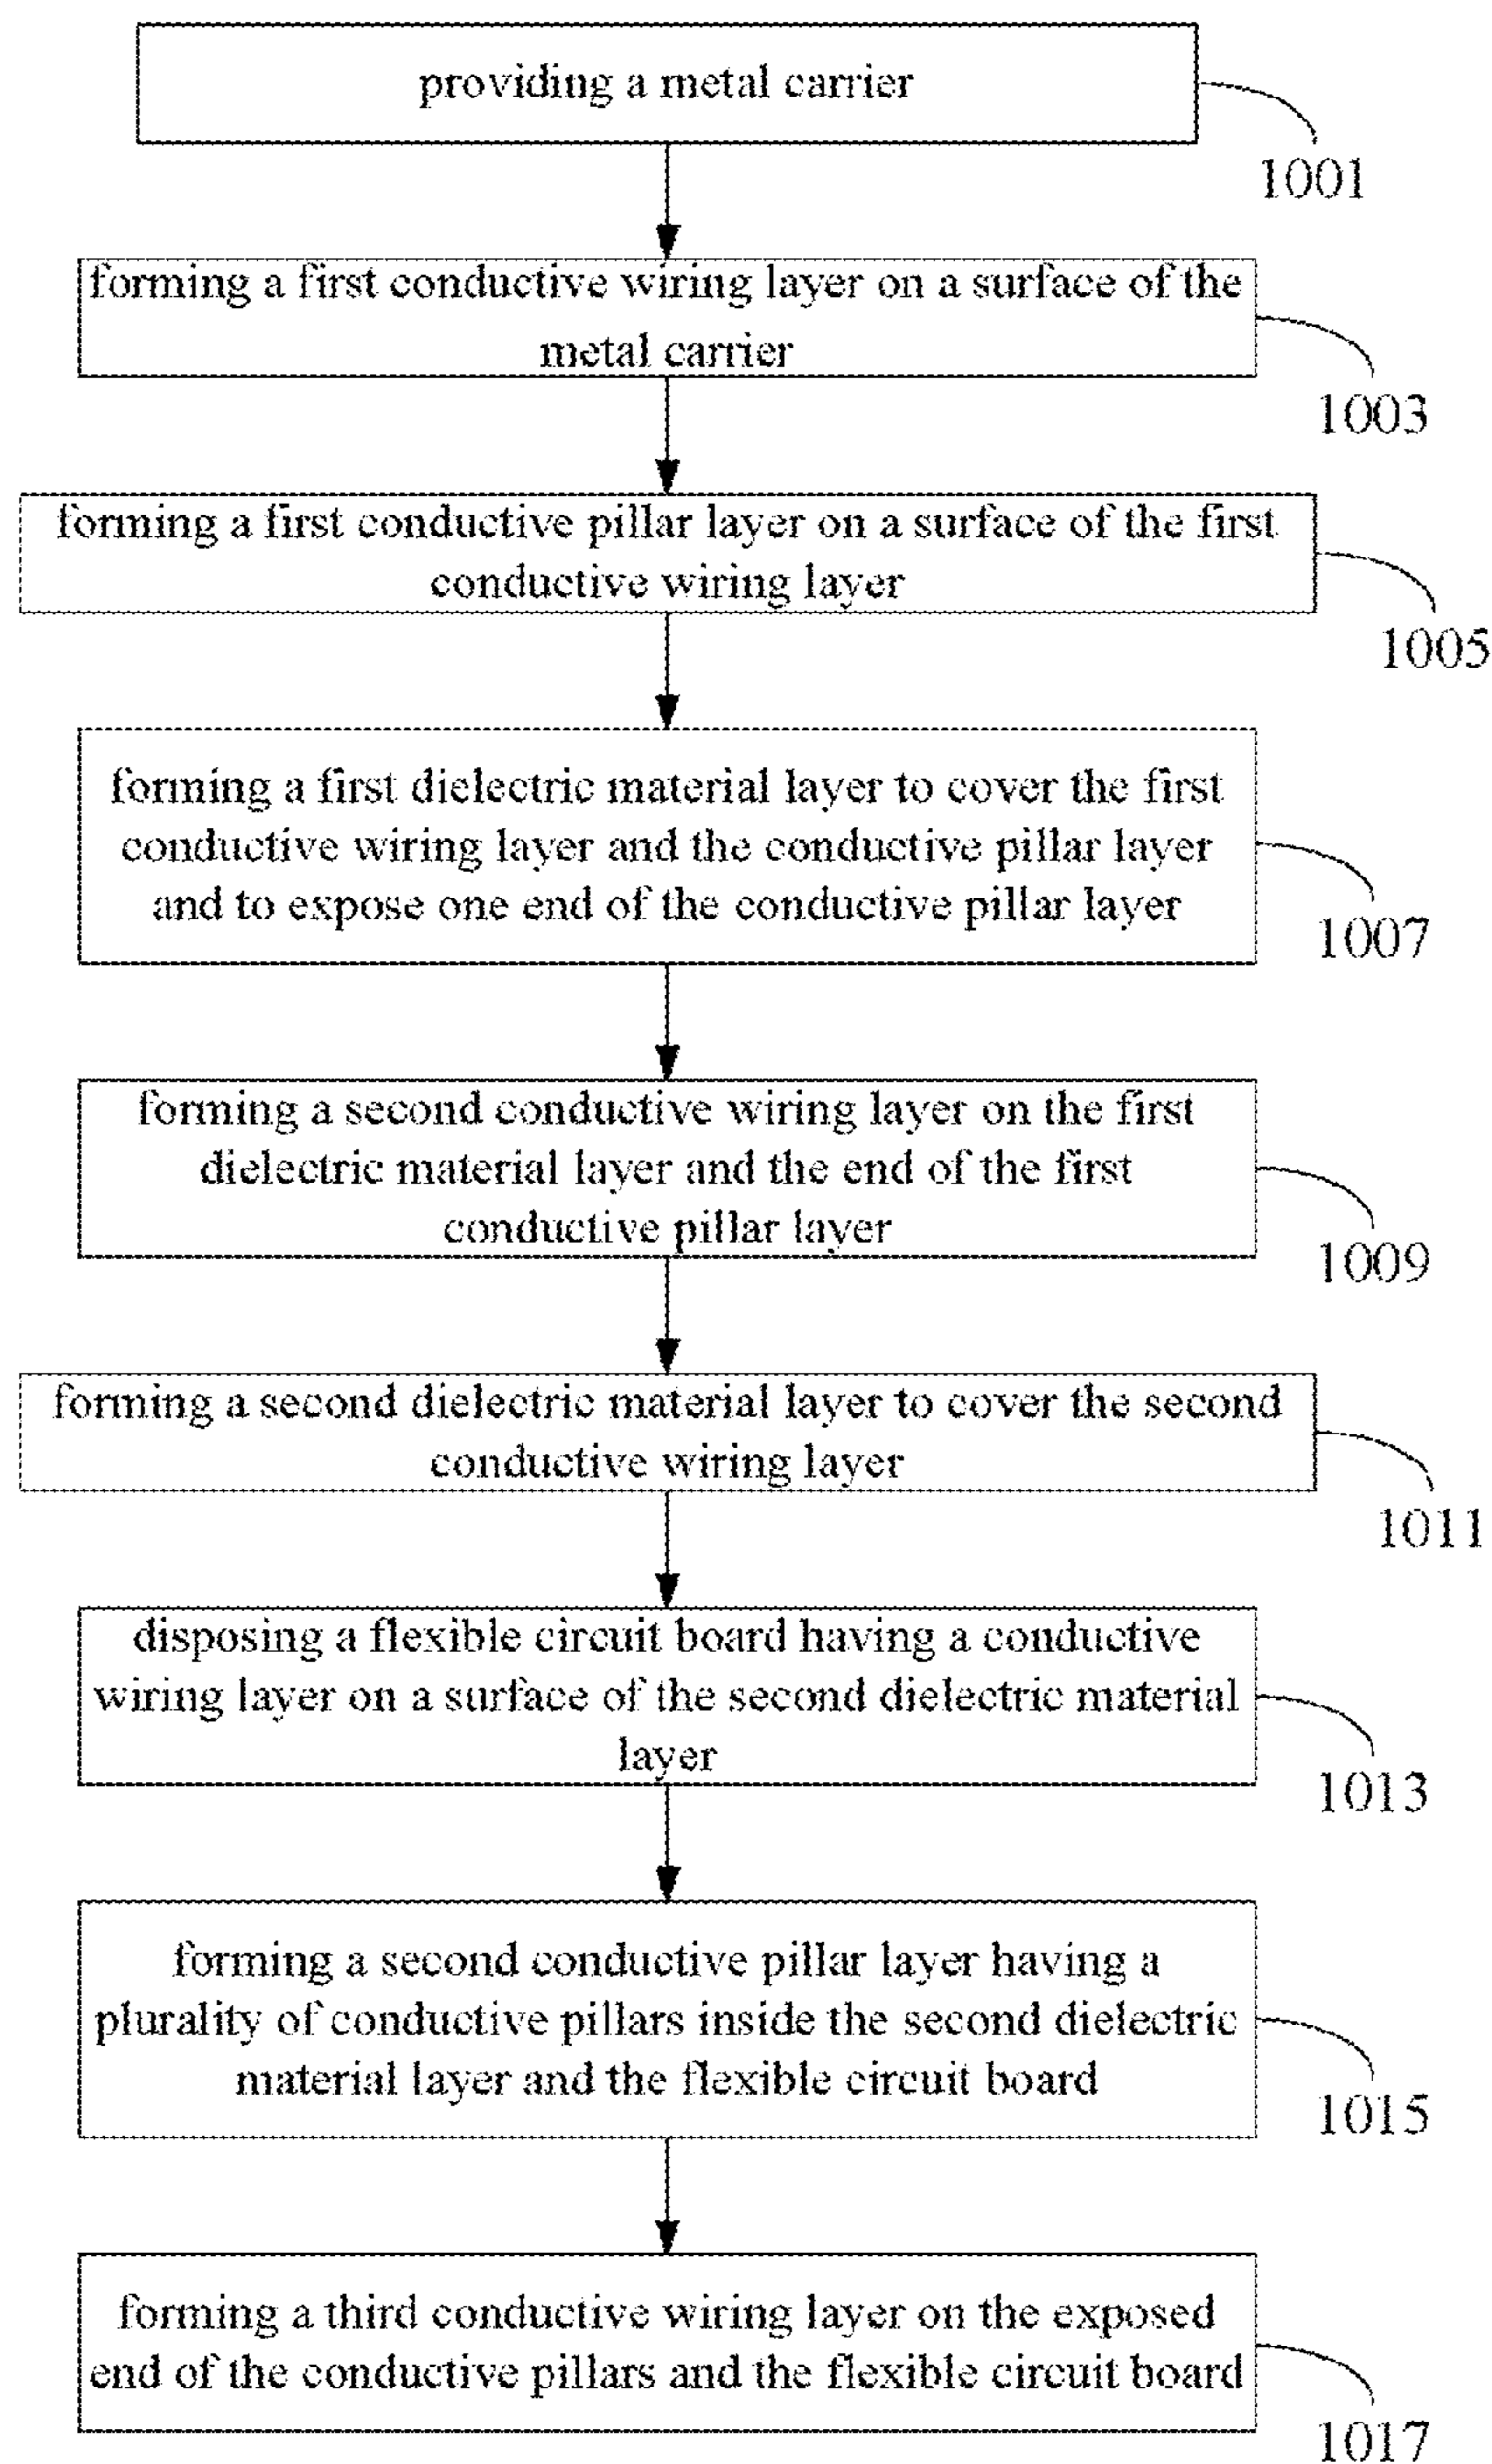 providing a metal carrier
1001
forming a first conductive wiring layer on a surface of the
metal carrier
1003
forming a first conductive pillar layer on a surface of the first
conductive wiring layer
1005
forming a first dielectric material layer to cover the first
conductive wiring layer and the conductive pillar layer
and to expose one end of the conductive pillar layer
1007
forming a second conductive wiring layer on the first
dielectric material layer and the end of the first
conductive pillar layer
1009
forming a second dielectric material layer to cover the second
conductive wiring layer
1011
disposing a flexible circuit board having a conductive
wiring layer on a surface of the second dielectric material
layer
1013
forming a second conductive pillar layer having a
plurality of conductive pillars inside the second dielectric
material layer and the flexible circuit board
1015
forming a third conductive wiring layer on the exposed
end of the conductive pillars and the flexible circuit board
1017